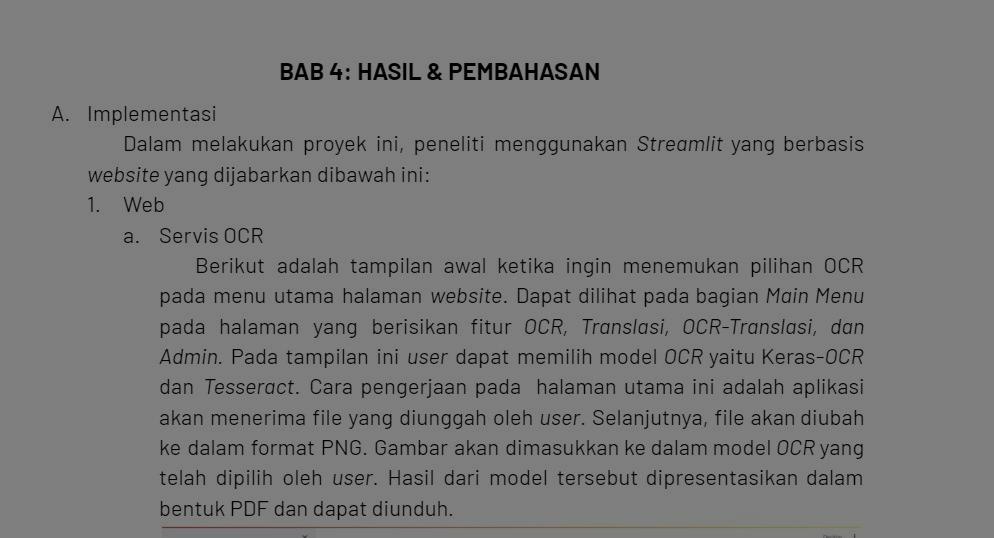 BAB 4: HASIL & PEMBAHASAN
A. Implementasi
Dalam melakukan proyek ini, peneliti menggunakan Streamlit yang berbasis
website yang dijabarkan dibawah ini:
1. Web
a. Servis OCR
Berikut adalah tampilan awal ketika ingin menemukan pilihan OCR
pada menu utama halaman website. Dapat dilihat pada bagian Main Menu
pada halaman yang berisikan fitur OCR, Translasi, OCR-Translasi, dan
Admin. Pada tampilan ini user dapat memilih model OCR yaitu Keras-OCR
dan Tesseract. Cara pengerjaan pada halaman utama ini adalah aplikasi
akan menerima file yang diunggah oleh user. Selanjutnya, file akan diubah
ke dalam format PNG. Gambar akan dimasukkan ke dalam model OCR yang
telah dipilih oleh user. Hasil dari model tersebut dipresentasikan dalam
bentuk PDF dan dapat diunduh.